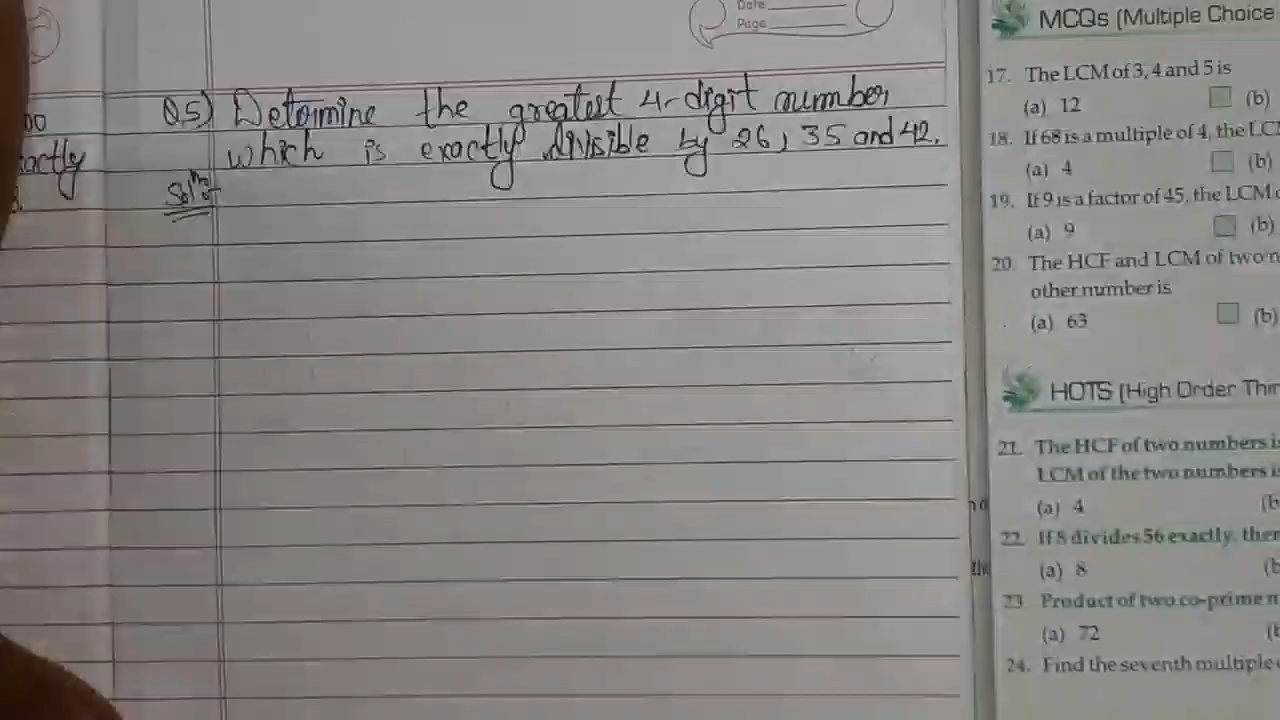 Date
Page
00
actly
Q5) Determine the greatest 4-digit number
which is exactly divisible by 26, 35 and 42.
Solnof
MCQs (Multiple Choice
17. The LCM of 3, 4 and 5 is
(a) 12 (b)
18. If 68 is a multiple of 4, the LC
(a) 4 (b)
19. If 9 is a factor of 45, the LCM
(a) 9 (b)
20. The HCF and LCM of two n
other number is
(a) 63 (b)
HOTS (High Order Thin
21. The HCF of two numbers i
LCM of the two numbers i
(a) 4 (b
22. If 8 divides 56 exactly, then
(a) 8 (b
23 Product of two co-prime n
(a) 72 (b
24. Find the seventh multiple